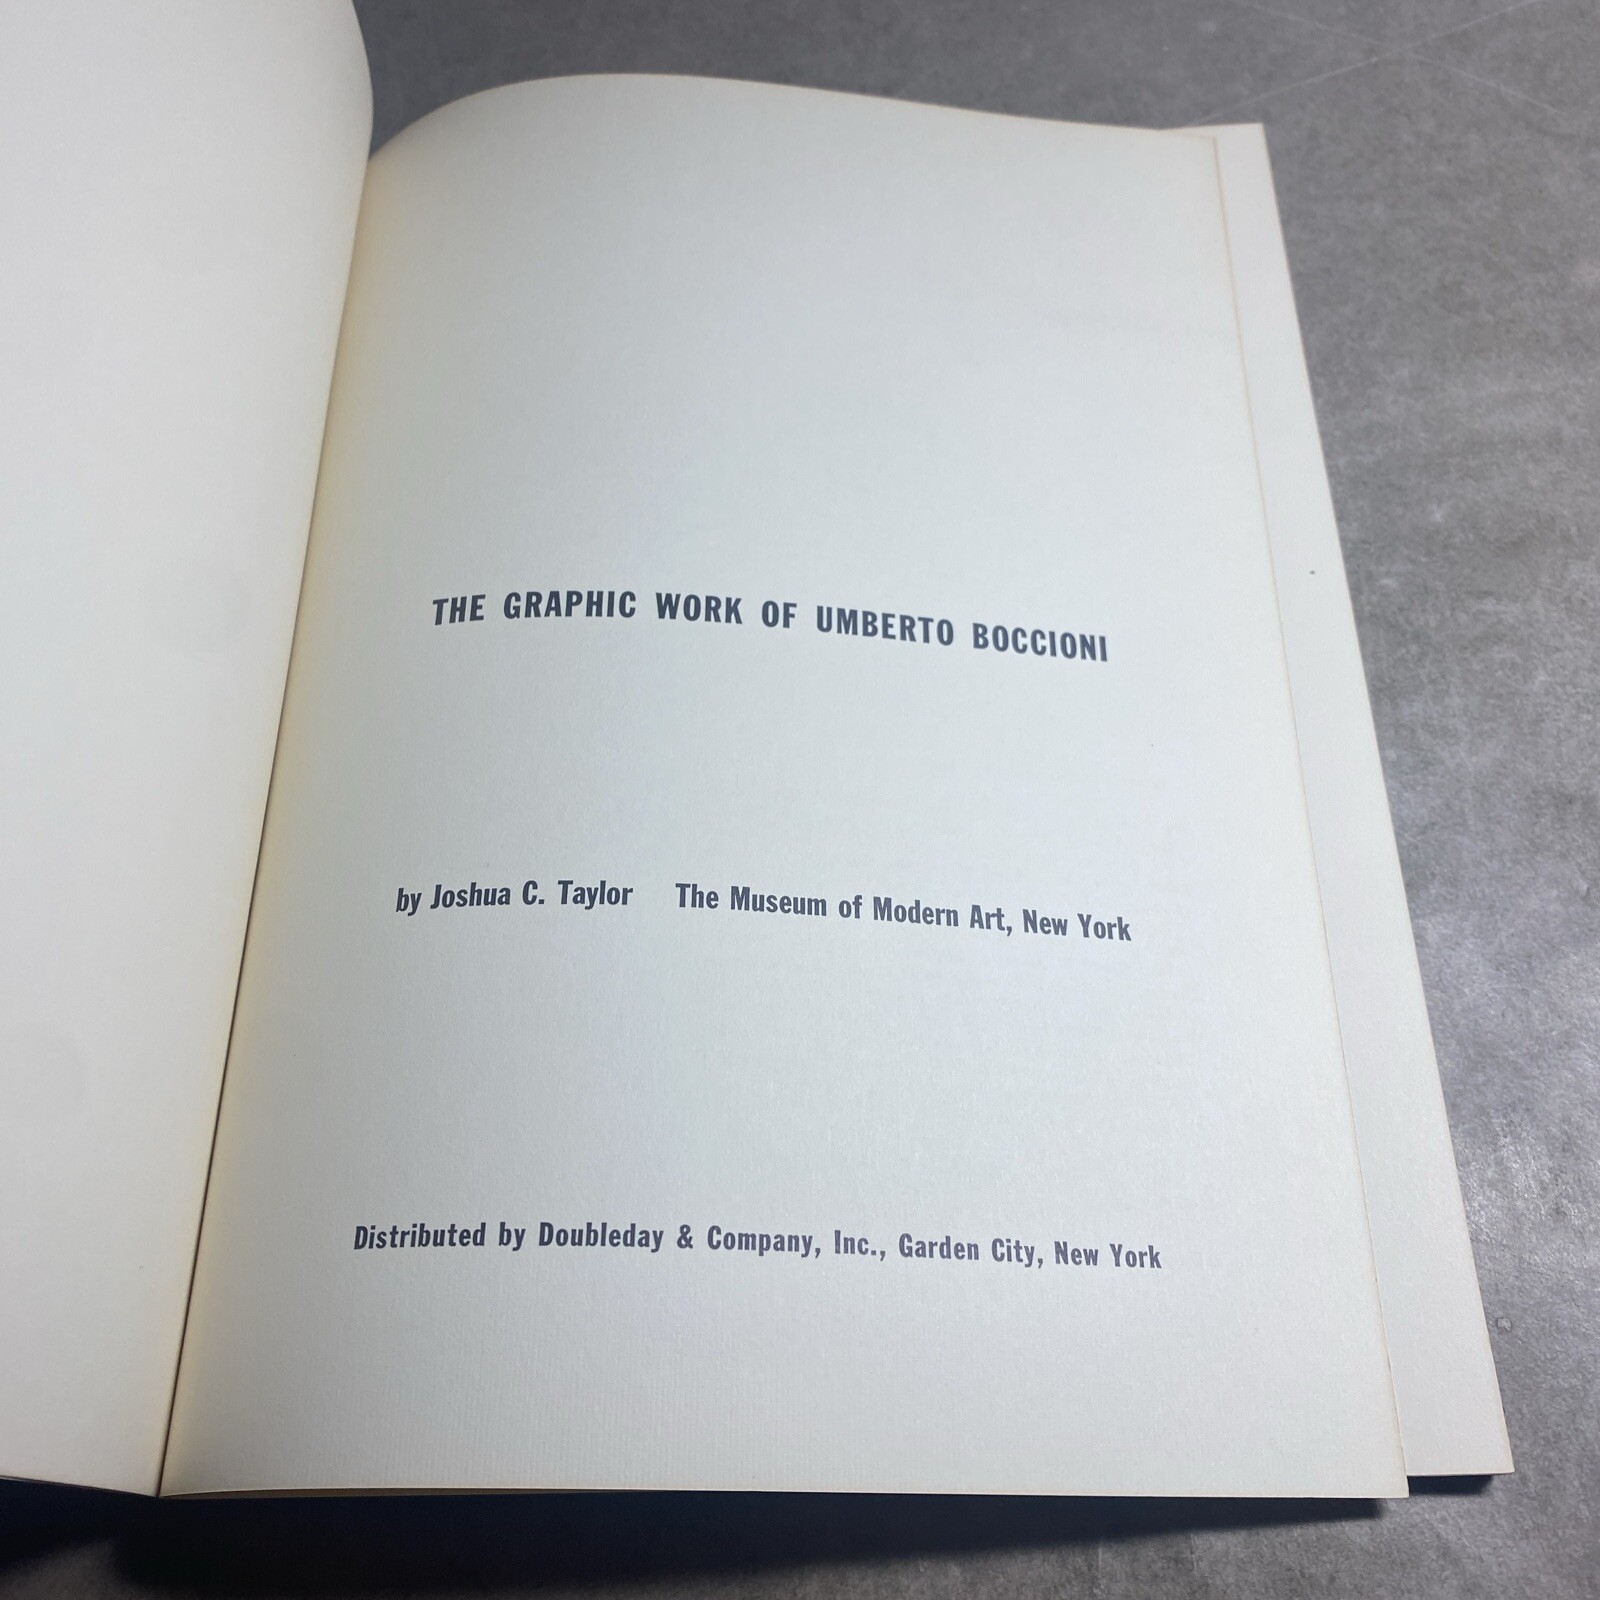 THE GRAPHIC WORK OF UMBERTO BOCCIONI
by Joshua C. Taylor The Museum of Modern Art, New York
Distributed by Doubleday & Company, Inc., Garden City, New York